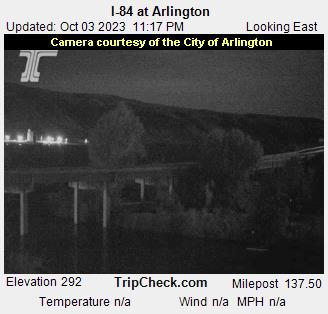 I-84 at Arlington
Updated: Oct 03 2023 11:17 PM Looking East
Camera courtesy of the City of Arlington
Elevation 292 TripCheck.com Milepost 137.50
Temperature n/a Wind n/a MPH n/a